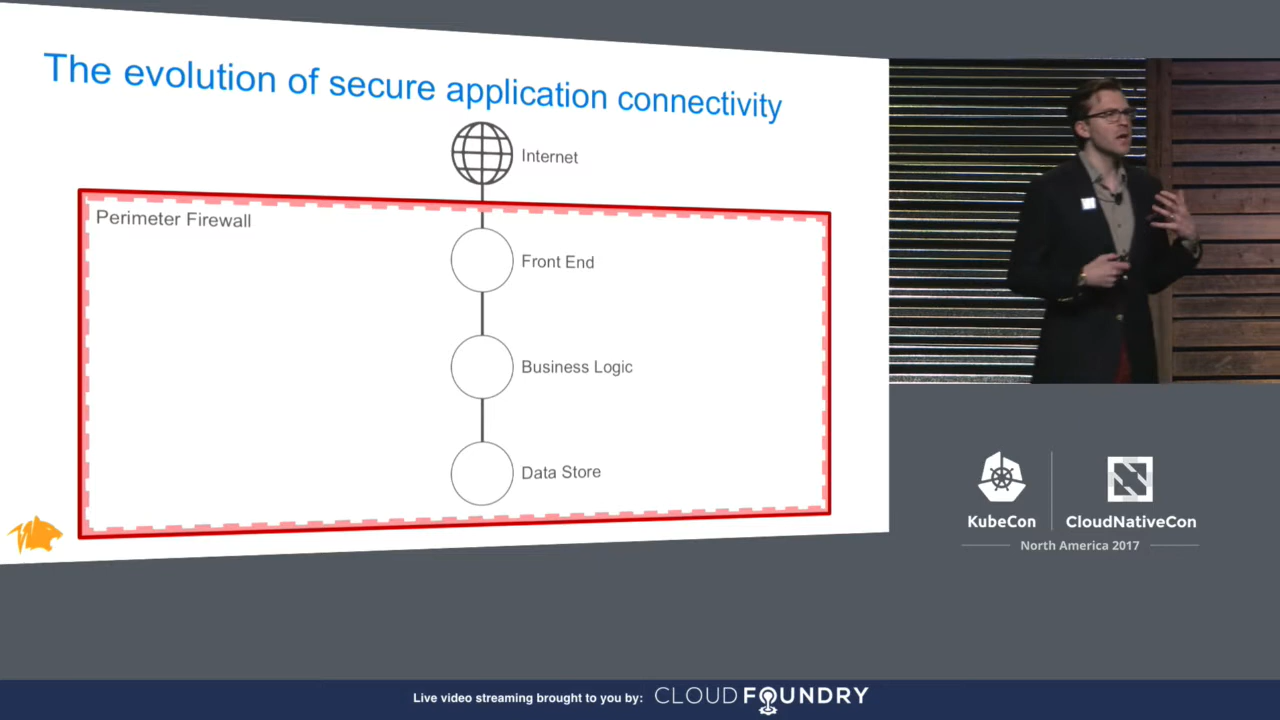 The evolution of secure application connectivity
Internet
Perimeter Firewall
Front End
Business Logic
Data Store
KubeCon
CloudNativeCon
North America 2017
Live video streaming brought to you by: CLOUD FOUNDRY